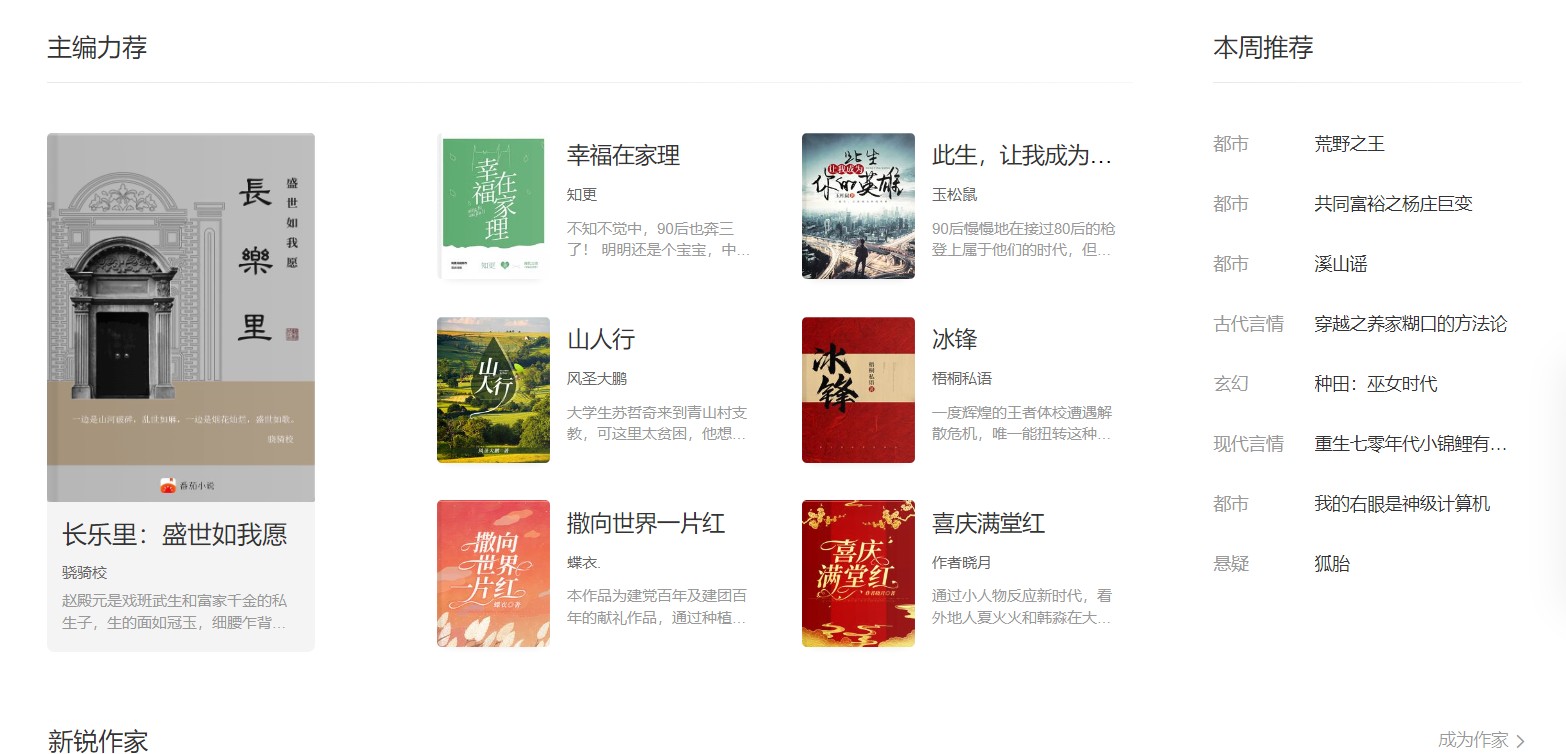 主编力荐
長樂里
盛世如我愿
一边是山河破碎，乱世如麻，一边是烟花灿烂，盛世如歌。
骁骑校
番茄小说
长乐里：盛世如我愿
骁骑校
赵殿元是戏班武生和富家千金的私
生子，生的面如冠玉，细腰乍背…
幸福在家理
知更
幸福在家理
知更
不知不觉中，90后也奔三
了！ 明明还是个宝宝，中…
此生
让我成为
你的英雄
此生，让我成为…
玉松鼠
90后慢慢地在接过80后的枪
登上属于他们的时代，但…
山人行
风圣大鹏 著
山人行
风圣大鹏
大学生苏哲奇来到青山村支
教，可这里太贫困，他想…
冰锋
梧桐私语
冰锋
梧桐私语
一度辉煌的王者体校遭遇解
散危机，唯一能扭转这种…
撒向
世界
一片红
蝶衣○著
撒向世界一片红
蝶衣.
本作品为建党百年及建团百
年的献礼作品，通过种植…
喜庆
满堂红
作者晓月○著
喜庆满堂红
作者晓月
通过小人物反应新时代，看
外地人夏火火和韩淼在大…
本周推荐
都市 荒野之王
都市 共同富裕之杨庄巨变
都市 溪山谣
古代言情 穿越之养家糊口的方法论
玄幻 种田：巫女时代
现代言情 重生七零年代小锦鲤有…
都市 我的右眼是神级计算机
悬疑 狐胎
新锐作家
成为作家